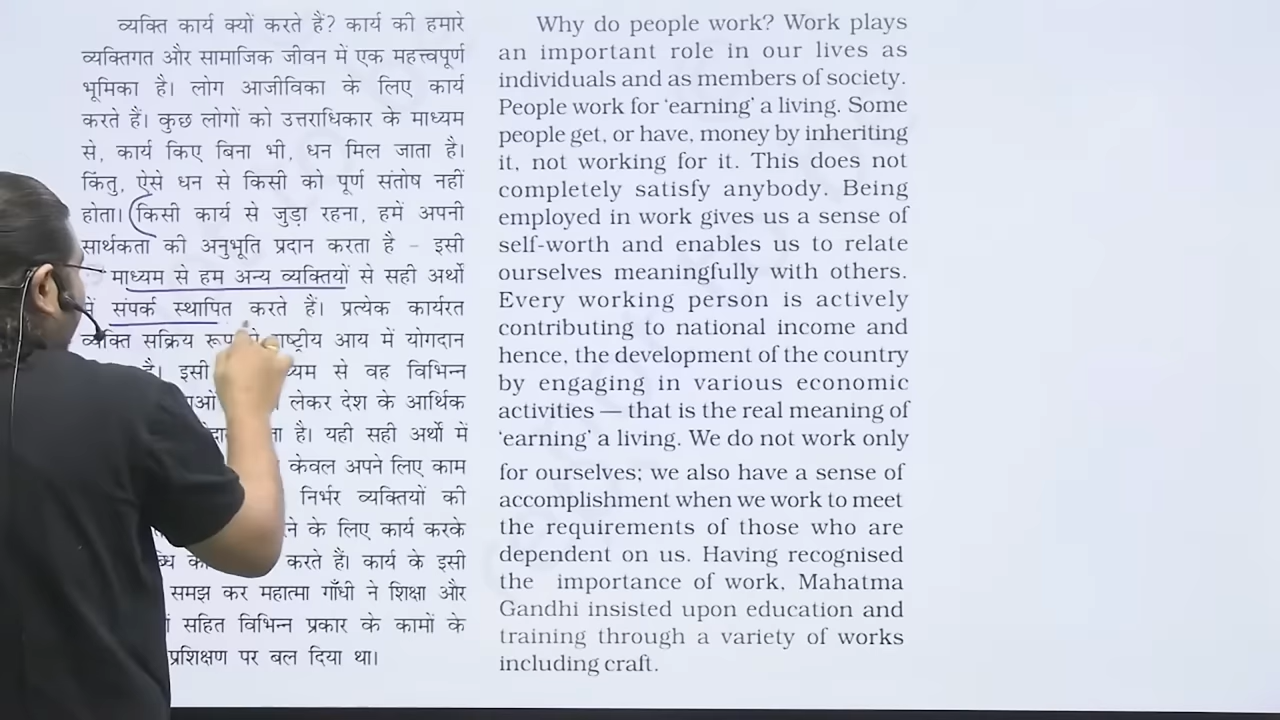 व्यक्ति कार्य क्यों करते हैं? कार्य की हमारे
व्यक्तिगत और सामाजिक जीवन में एक महत्त्वपूर्ण
भूमिका है। लोग आजीविका के लिए कार्य
करते हैं। कुछ लोगों को उत्तराधिकार के माध्यम
से, कार्य किए बिना भी, धन मिल जाता है।
किंतु, ऐसे धन से किसी को पूर्ण संतोष नहीं
होता। किसी कार्य से जुड़ा रहना, हमें अपनी
सार्थकता की अनुभूति प्रदान करता है – इसी
माध्यम से हम अन्य व्यक्तियों से सही अर्थों
में संपर्क स्थापित करते हैं। प्रत्येक कार्यरत
व्यक्ति सक्रिय आय में योगदान
है। इसी से वह विभिन्न
लेकर देश के आर्थिक
है। यही सही अर्थों में
केवल अपने लिए काम
निर्भर व्यक्तियों की
के लिए कार्य करके
करते हैं। कार्य के इसी
समझ कर महात्मा गाँधी ने शिक्षा और
सहित विभिन्न प्रकार के कामों के
प्रशिक्षण पर बल दिया था।
Why do people work? Work plays
an important role in our lives as
individuals and as members of society.
People work for ‘earning’ a living. Some
people get, or have, money by inheriting
it, not working for it. This does not
completely satisfy anybody. Being
employed in work gives us a sense of
self-worth and enables us to relate
ourselves meaningfully with others.
Every working person is actively
contributing to national income and
hence, the development of the country
by engaging in various economic
activities — that is the real meaning of
‘earning’ a living. We do not work only
for ourselves; we also have a sense of
accomplishment when we work to meet
the requirements of those who are
dependent on us. Having recognised
the importance of work, Mahatma
Gandhi insisted upon education and
training through a variety of works
including craft.